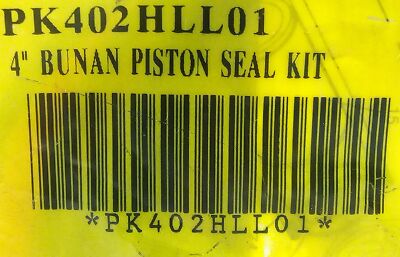 PK402HLL01
4" BUNAN PISTON SEAL KIT
*PK402HLL01*